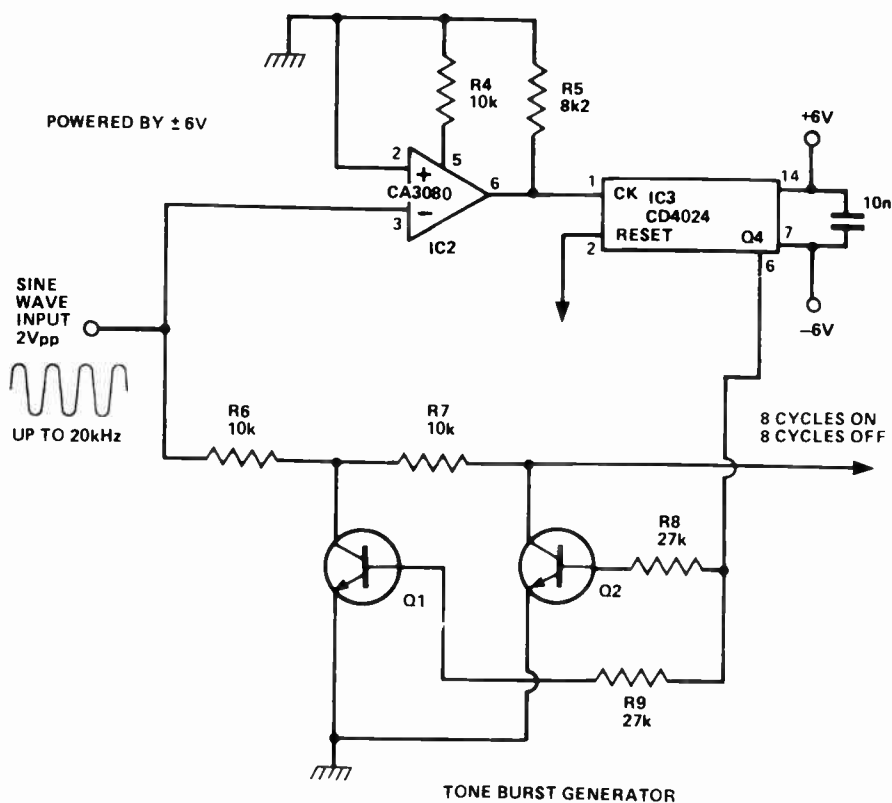 POWERED BY ± 6V
R4
10k
R5
8k2
2
+
5
CA3080
3
−
6
IC2
+6V
1
CK
IC3
CD4024
14
10n
2
RESET
Q4
7
6
−6V
SINE
WAVE
INPUT
2Vpp
UP TO 20kHz
R6
10k
R7
10k
8 CYCLES ON
8 CYCLES OFF
Q1
Q2
R8
27k
R9
27k
TONE BURST GENERATOR